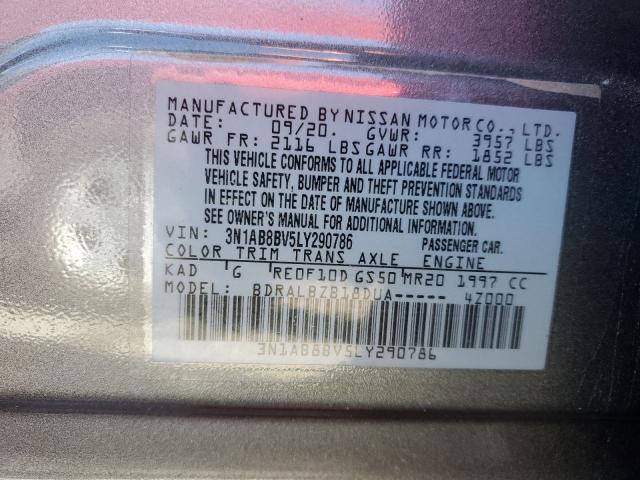 MANUFACTURED BY NISSAN MOTOR CO., LTD.
DATE: 09/20. GVWR: 3957 LBS
GAWR FR: 2116 LBS GAWR RR: 1852 LBS
THIS VEHICLE CONFORMS TO ALL APPLICABLE FEDERAL MOTOR
VEHICLE SAFETY, BUMPER AND THEFT PREVENTION STANDARDS
IN EFFECT ON THE DATE OF MANUFACTURE SHOWN ABOVE.
SEE OWNER'S MANUAL FOR ADDITIONAL INFORMATION.
VIN: 3N1AB8BV5LY290786 PASSENGER CAR.
COLOR TRIM TRANS AXLE ENGINE
KAD G RE0F10D GS50 MR20 1997 CC
MODEL: BDRALBZB18DUA----- 4Z000
3N1AB8BV5LY290786